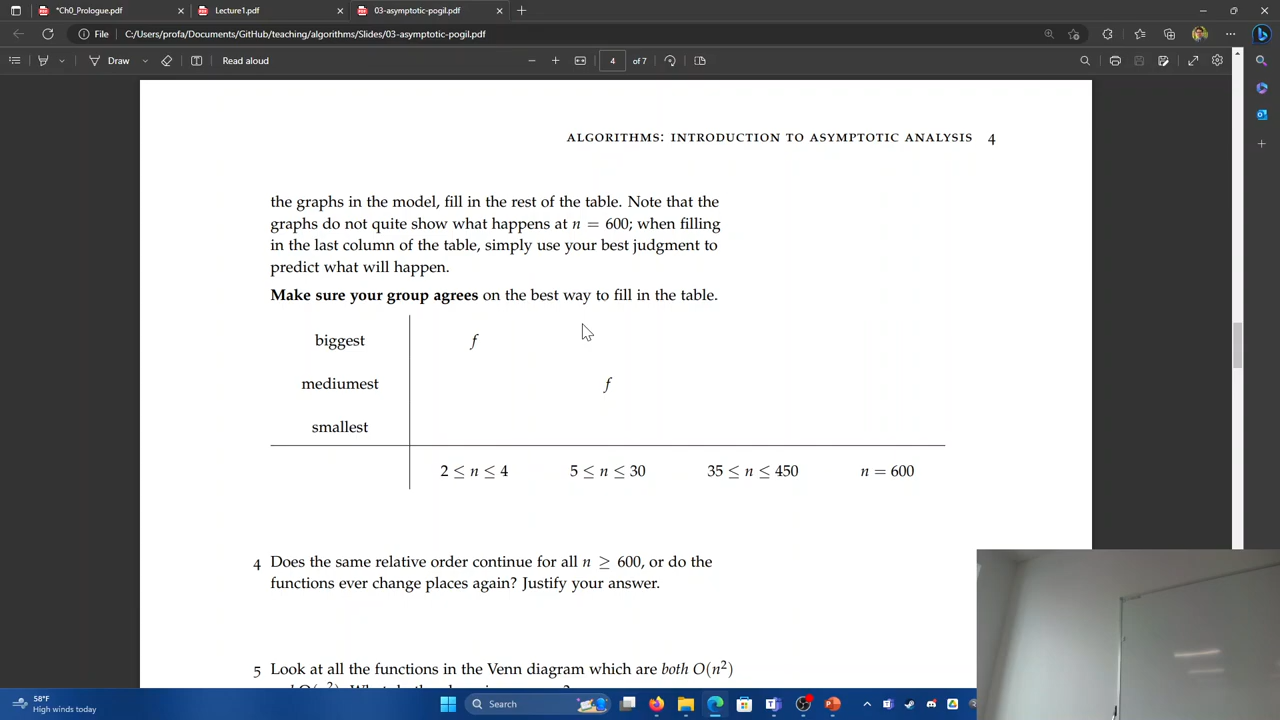 *Ch0_Prologue.pdf
Lecture1.pdf
03-asymptotic-pogil.pdf
File
C:/Users/profa/Documents/GitHub/teaching/algorithms/Slides/03-asymptotic-pogil.pdf
Draw
Read aloud
4
of 7
ALGORITHMS: INTRODUCTION TO ASYMPTOTIC ANALYSIS 4
the graphs in the model, fill in the rest of the table. Note that the
graphs do not quite show what happens at n = 600; when filling
in the last column of the table, simply use your best judgment to
predict what will happen.
Make sure your group agrees on the best way to fill in the table.
biggest f
mediumest f
smallest
2 ≤ n ≤ 4 5 ≤ n ≤ 30 35 ≤ n ≤ 450 n = 600
4 Does the same relative order continue for all n ≥ 600, or do the
functions ever change places again? Justify your answer.
5 Look at all the functions in the Venn diagram which are both O(n²)
58°F
High winds today
Search